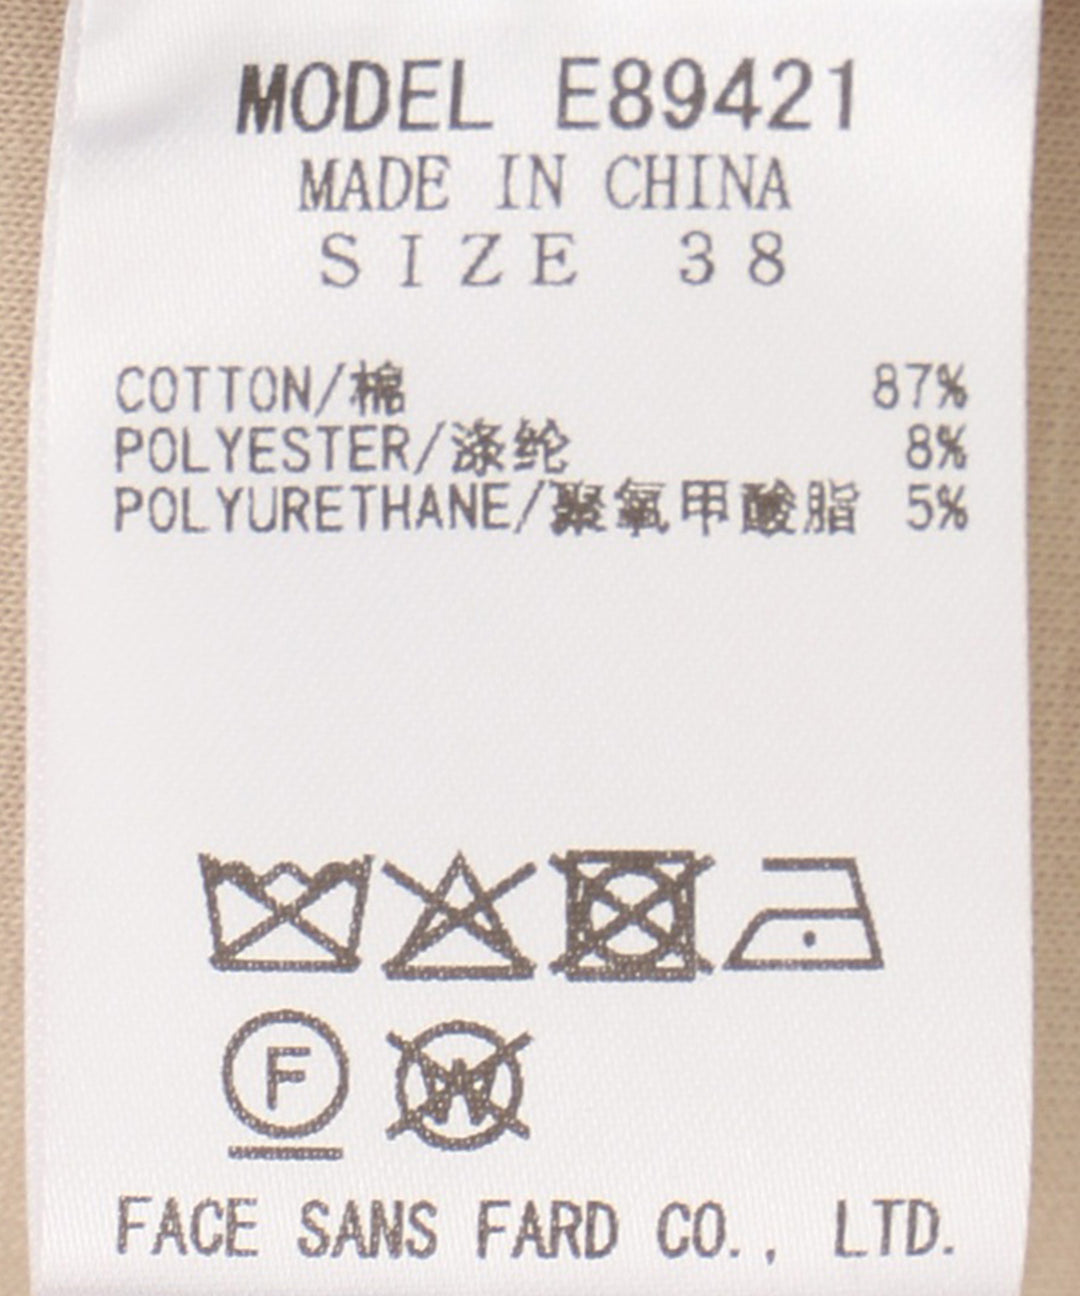 MODEL E89421
MADE IN CHINA
SIZE 38
COTTON/棉 87%
POLYESTER/涤纶 8%
POLYURETHANE/聚氧甲酸脂 5%
F
W
FACE SANS FARD CO., LTD.